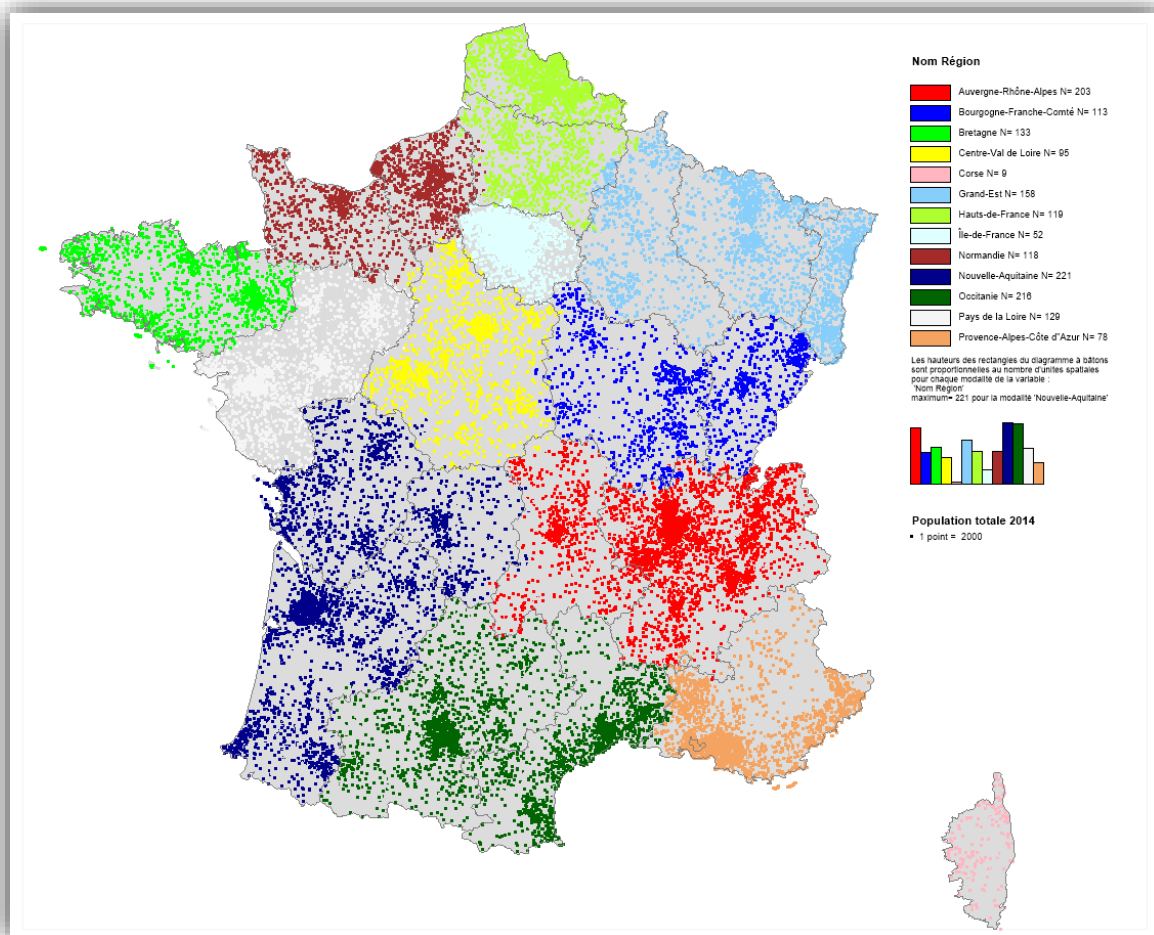 Nom Région
Auvergne-Rhône-Alpes N= 203
Bourgogne-Franche-Comté N= 113
Bretagne N= 133
Centre-Val de Loire N= 95
Corse N= 9
Grand-Est N= 158
Hauts-de-France N= 119
Île-de-France N= 52
Normandie N= 118
Nouvelle-Aquitaine N= 221
Occitanie N= 216
Pays de la Loire N= 129
Provence-Alpes-Côte d'Azur N= 78
Les hauteurs des rectangles du diagramme à bâtons
sont proportionnelles au nombre d'unites spatiales
pour chaque modalité de la variable :
'Nom Région'
maximum= 221 pour la modalité 'Nouvelle-Aquitaine'
Population totale 2014
1 point = 2000